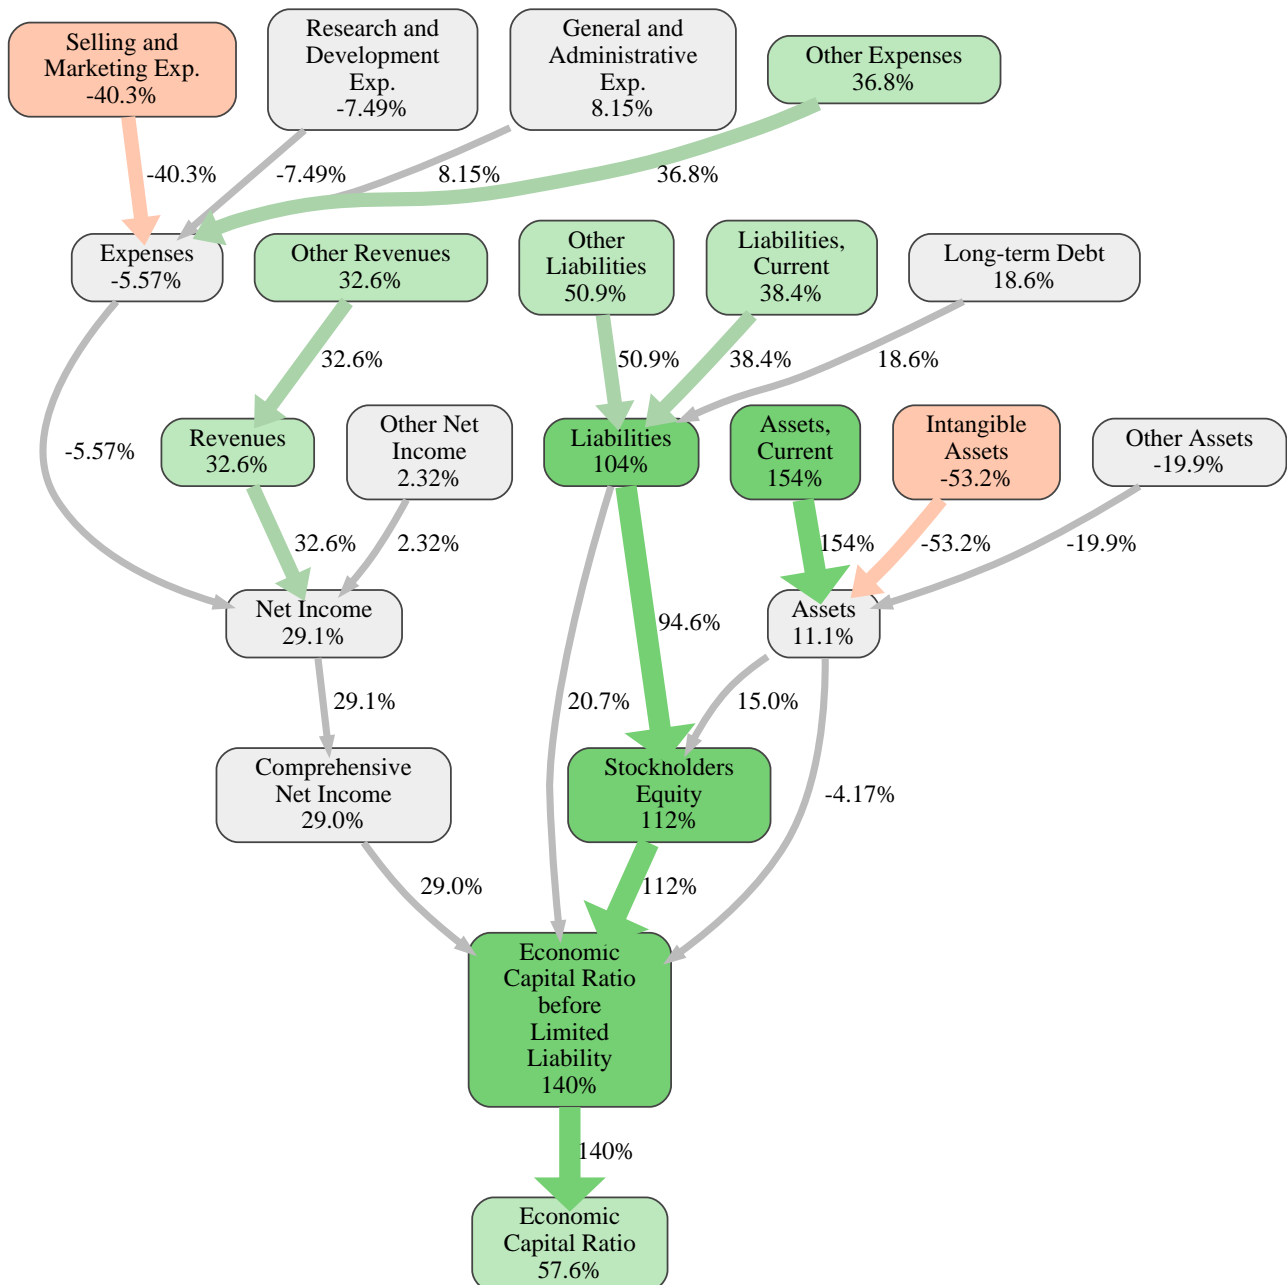 Selling and
Marketing Exp.
-40.3%
Research and
Development
Exp.
-7.49%
General and
Administrative
Exp.
8.15%
Other Expenses
36.8%
-40.3%
-7.49%
8.15%
36.8%
Expenses
-5.57%
Other Revenues
32.6%
Other
Liabilities
50.9%
Liabilities,
Current
38.4%
Long-term Debt
18.6%
32.6%
50.9%
38.4%
18.6%
-5.57%
Revenues
32.6%
Other Net
Income
2.32%
Liabilities
104%
Assets,
Current
154%
Intangible
Assets
-53.2%
Other Assets
-19.9%
32.6%
2.32%
154%
-53.2%
-19.9%
Net Income
29.1%
94.6%
Assets
11.1%
29.1%
20.7%
15.0%
-4.17%
Comprehensive
Net Income
29.0%
Stockholders
Equity
112%
29.0%
112%
Economic
Capital Ratio
before
Limited
Liability
140%
140%
Economic
Capital Ratio
57.6%